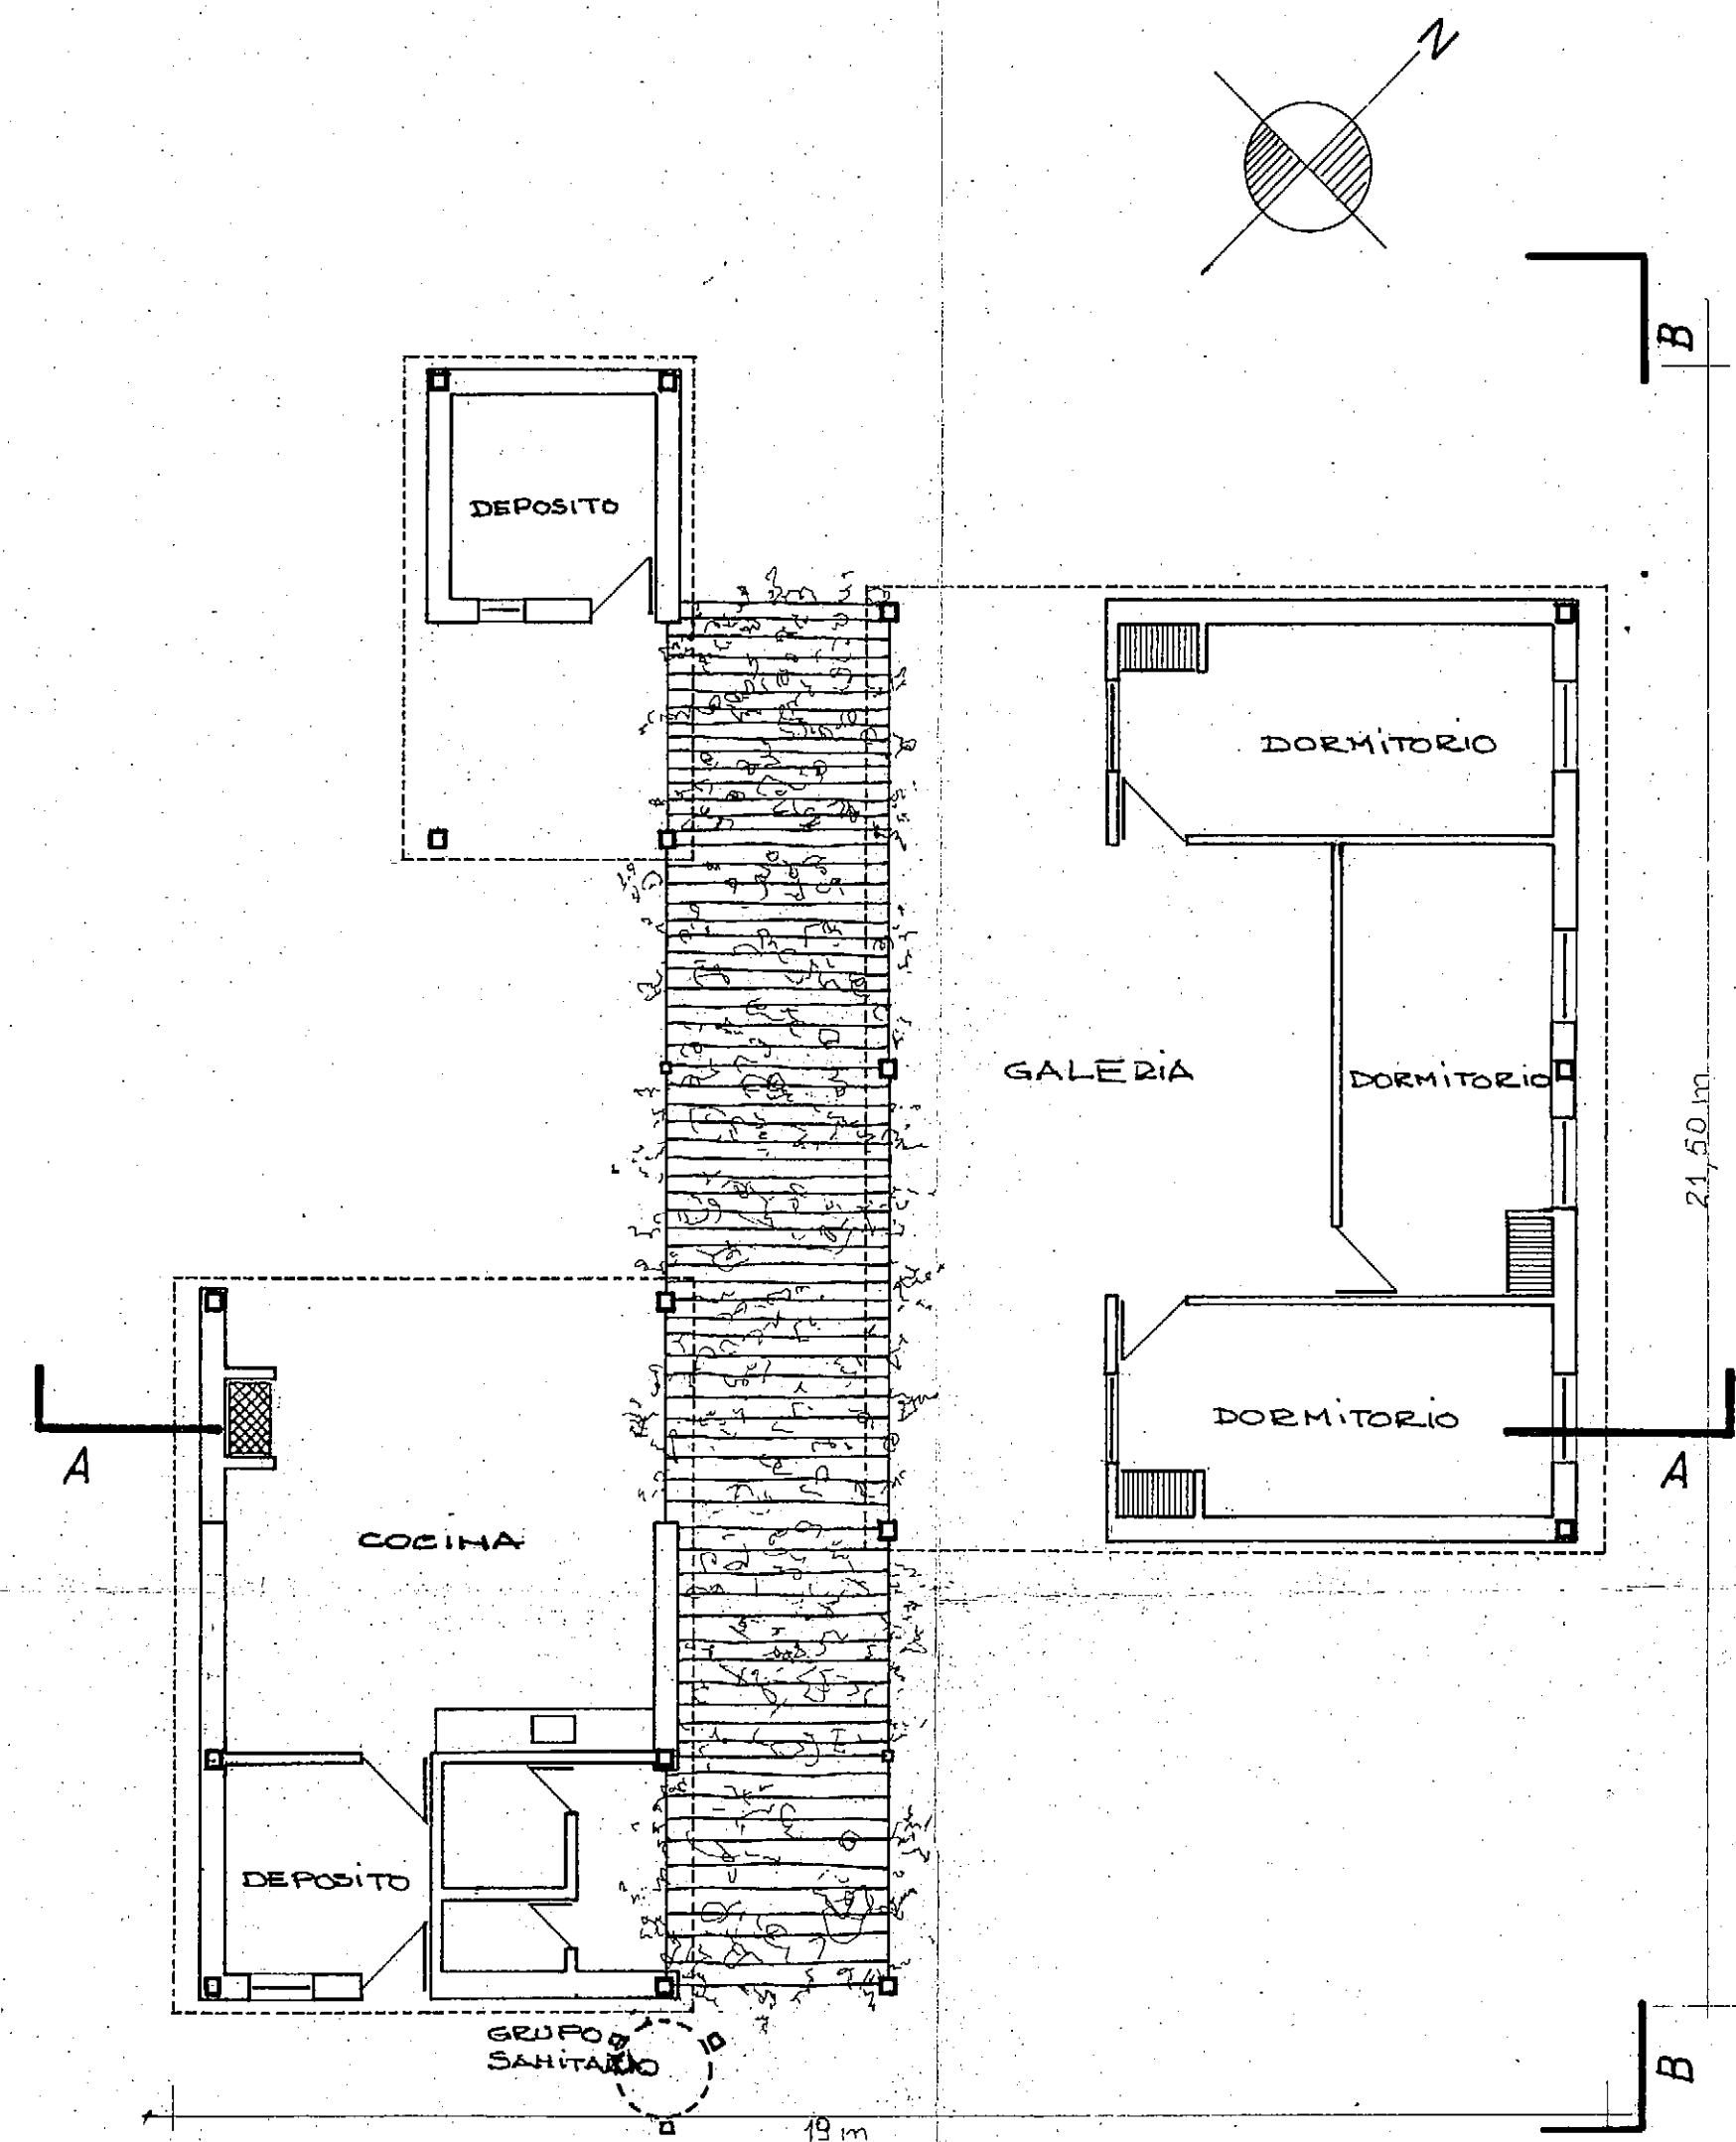 N
B
DEPOSITO
DORMITORIO
GALERIA
DORMITORIO
21,50 m
DORMITORIO
A
A
COCINA
DEPOSITO
GRUPO
SANITARIO
B
19 m